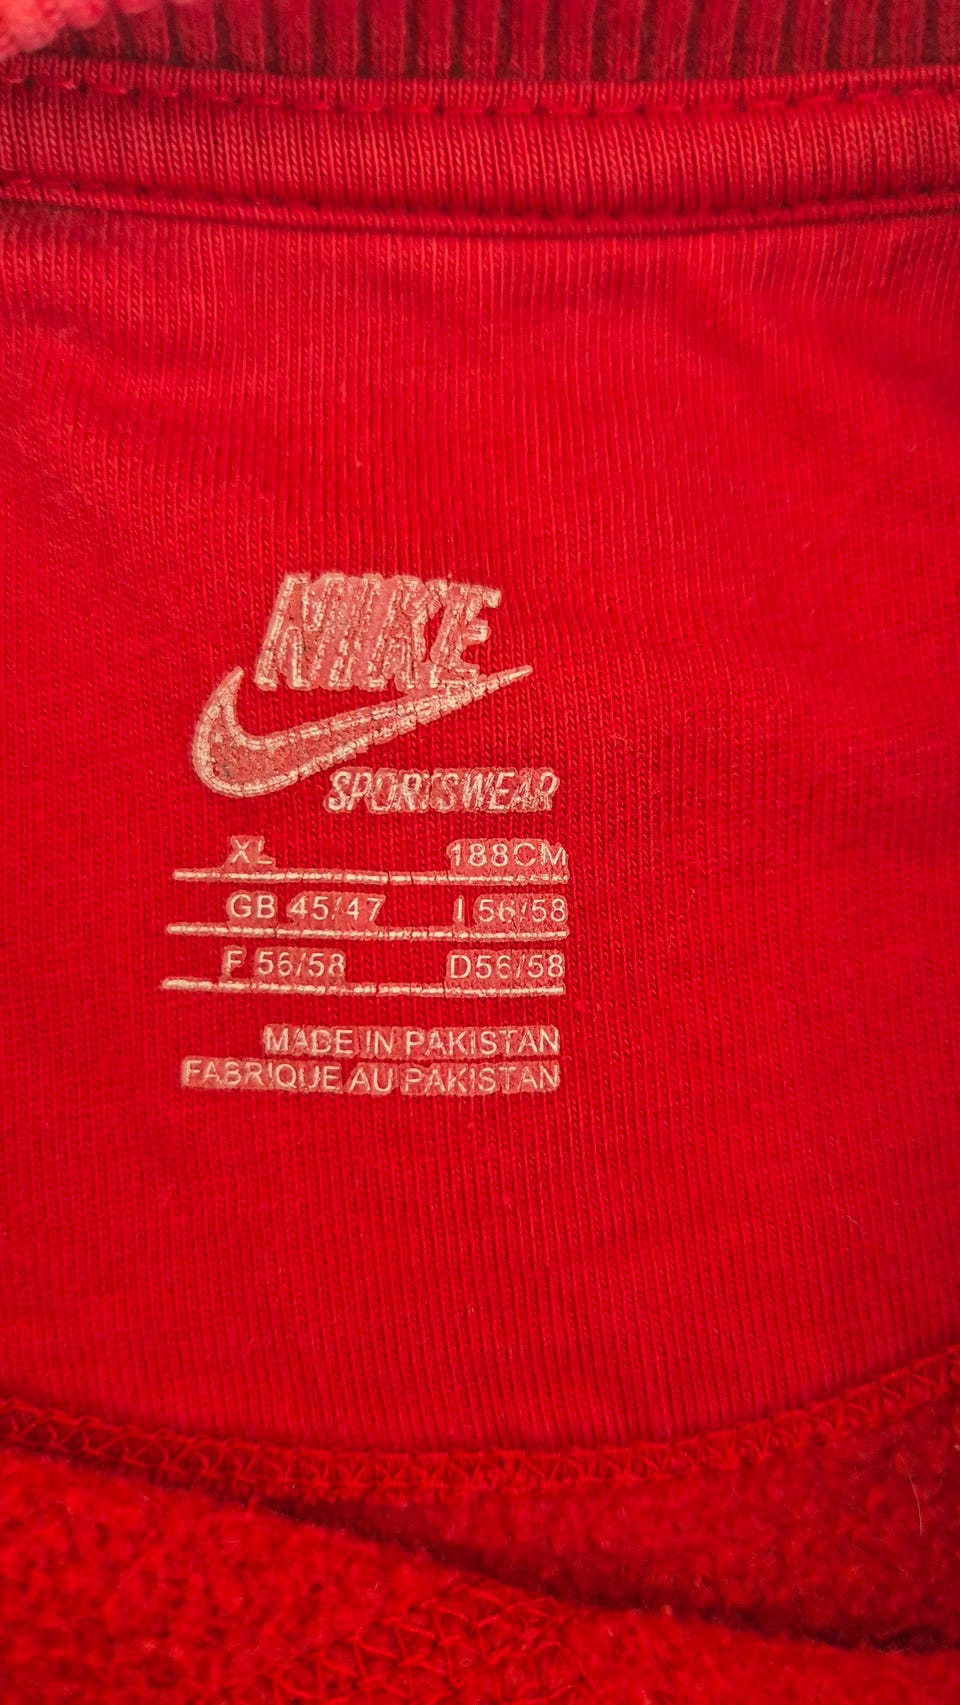 NIKE
SPORTSWEAR
XL 188CM
GB 45/47 I 56/58
F 56/58 D56/58
MADE IN PAKISTAN
FABRIQUE AU PAKISTAN